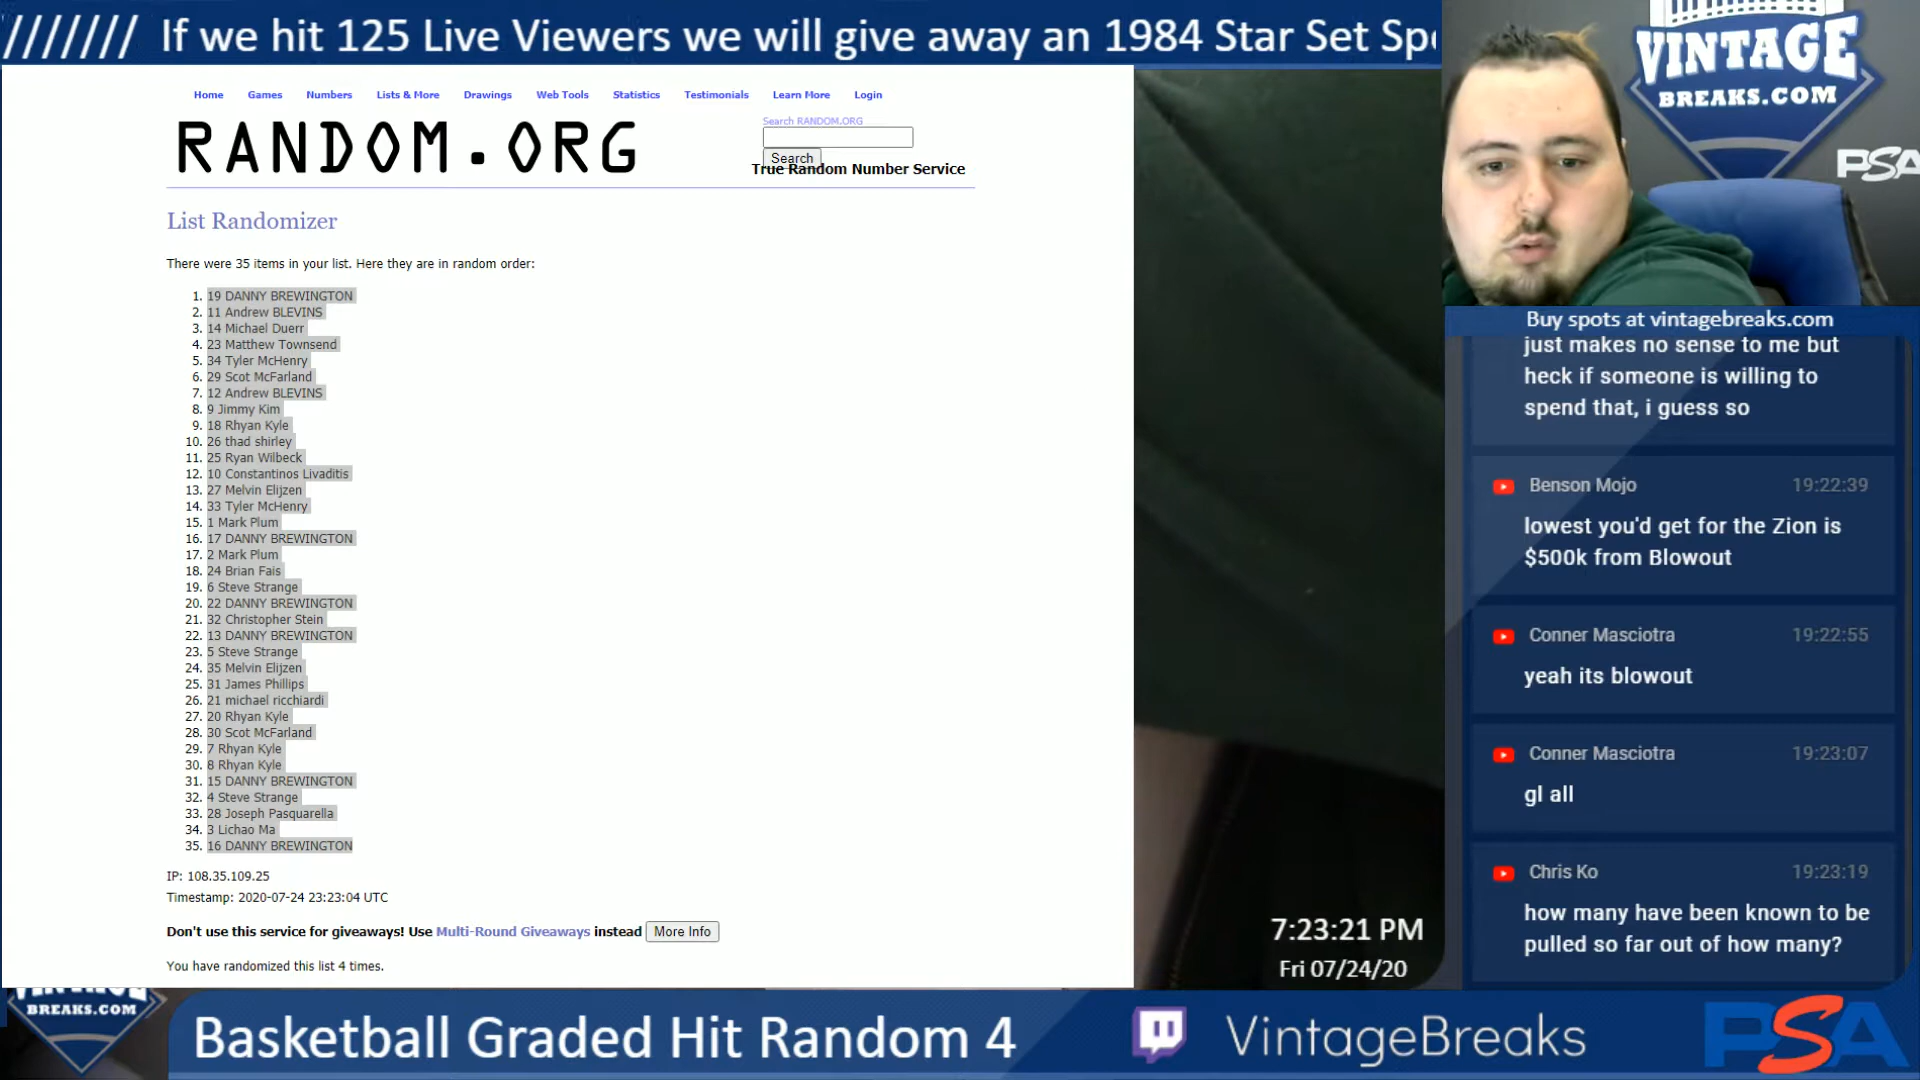 /////// If we hit 125 Live Viewers we will give away an 1984 Star Set Sp
VINTAGE
BREAKS.COM
PSA
Home Games Numbers Lists & More Drawings Web Tools Statistics Testimonials Learn More Login
RANDOM.ORG
Search RANDOM.ORG
Search
True Random Number Service
List Randomizer
There were 35 items in your list. Here they are in random order:
1. 19 DANNY BREWINGTON
2. 11 Andrew BLEVINS
3. 14 Michael Duerr
4. 23 Matthew Townsend
5. 34 Tyler McHenry
6. 29 Scot McFarland
7. 12 Andrew BLEVINS
8. 9 Jimmy Kim
9. 18 Rhyan Kyle
10. 26 thad shirley
11. 25 Ryan Wilbeck
12. 10 Constantinos Livaditis
13. 27 Melvin Elijzen
14. 33 Tyler McHenry
15. 1 Mark Plum
16. 17 DANNY BREWINGTON
17. 2 Mark Plum
18. 24 Brian Fais
19. 6 Steve Strange
20. 22 DANNY BREWINGTON
21. 32 Christopher Stein
22. 13 DANNY BREWINGTON
23. 5 Steve Strange
24. 35 Melvin Elijzen
25. 31 James Phillips
26. 21 michael ricchiardi
27. 20 Rhyan Kyle
28. 30 Scot McFarland
29. 7 Rhyan Kyle
30. 8 Rhyan Kyle
31. 15 DANNY BREWINGTON
32. 4 Steve Strange
33. 28 Joseph Pasquarella
34. 3 Lichao Ma
35. 16 DANNY BREWINGTON
IP: 108.35.109.25
Timestamp: 2020-07-24 23:23:04 UTC
Don't use this service for giveaways! Use Multi-Round Giveaways instead More Info
You have randomized this list 4 times.
Buy spots at vintagebreaks.com
just makes no sense to me but
heck if someone is willing to
spend that, i guess so
Benson Mojo 19:22:39
lowest you'd get for the Zion is
$500k from Blowout
Conner Masciotra 19:22:55
yeah its blowout
Conner Masciotra 19:23:07
gl all
Chris Ko 19:23:19
how many have been known to be
pulled so far out of how many?
7:23:21 PM
Fri 07/24/20
VINTAGE
BREAKS.COM
Basketball Graded Hit Random 4
VintageBreaks
PSA